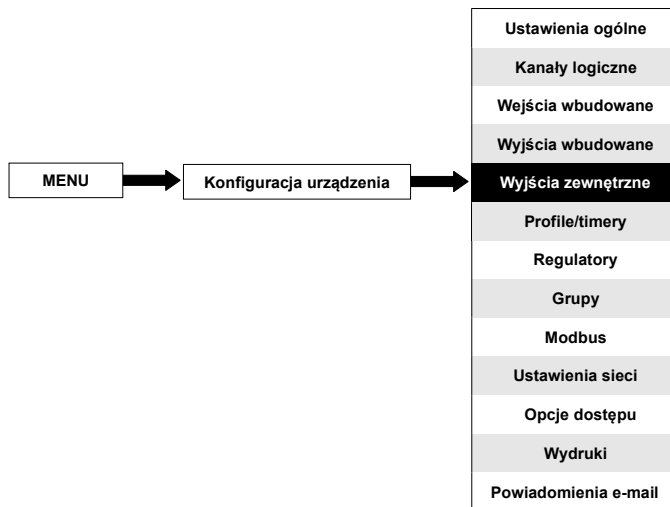 MENU
Konfiguracja urządzenia
Ustawienia ogólne
Kanały logiczne
Wejścia wbudowane
Wyjścia wbudowane
Wyjścia zewnętrzne
Profile/timery
Regulatory
Grupy
Modbus
Ustawienia sieci
Opcje dostępu
Wydruki
Powiadomienia e-mail